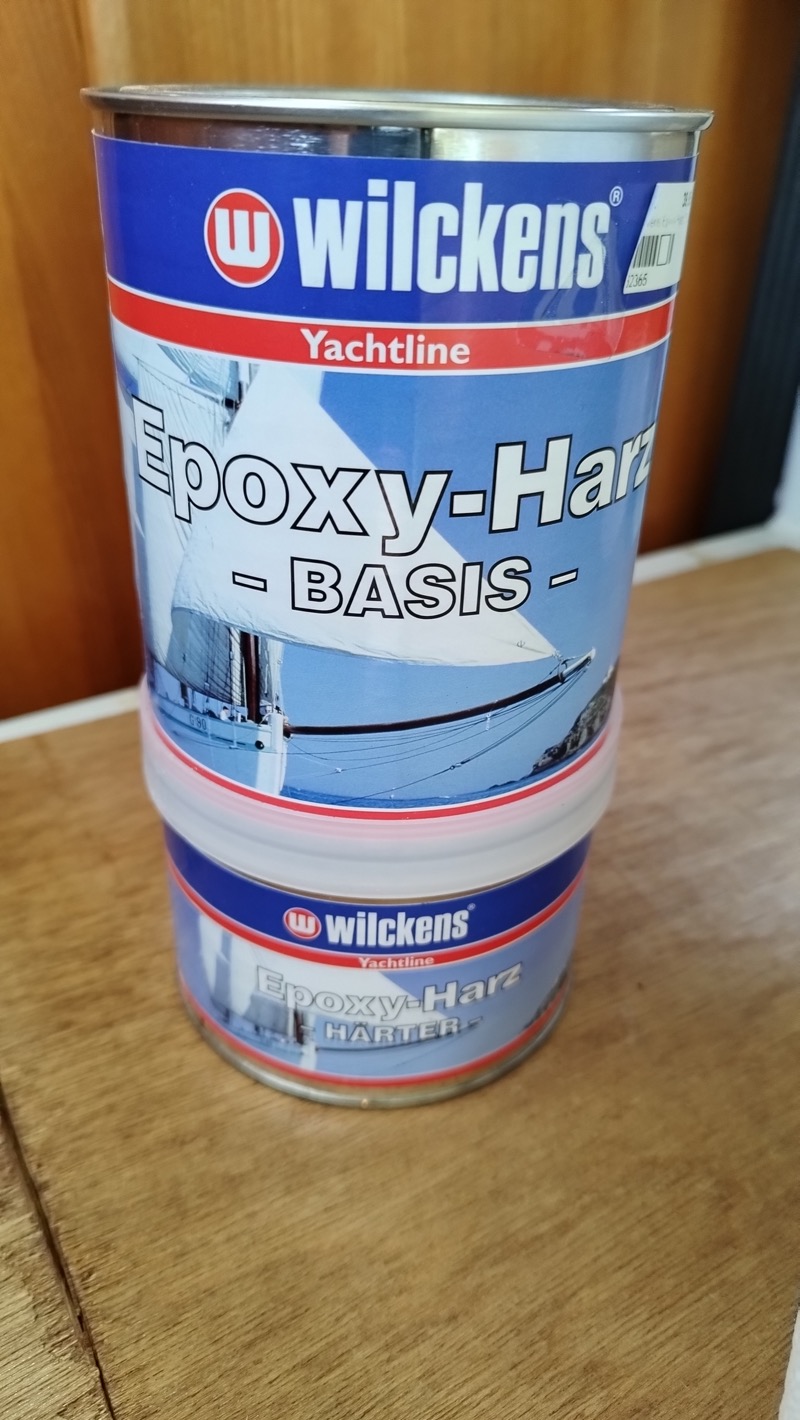 wilckens®
Yachtline
Epoxy-Harz
- BASIS -
wilckens®
Yachtline
Epoxy-Harz
- HÄRTER -